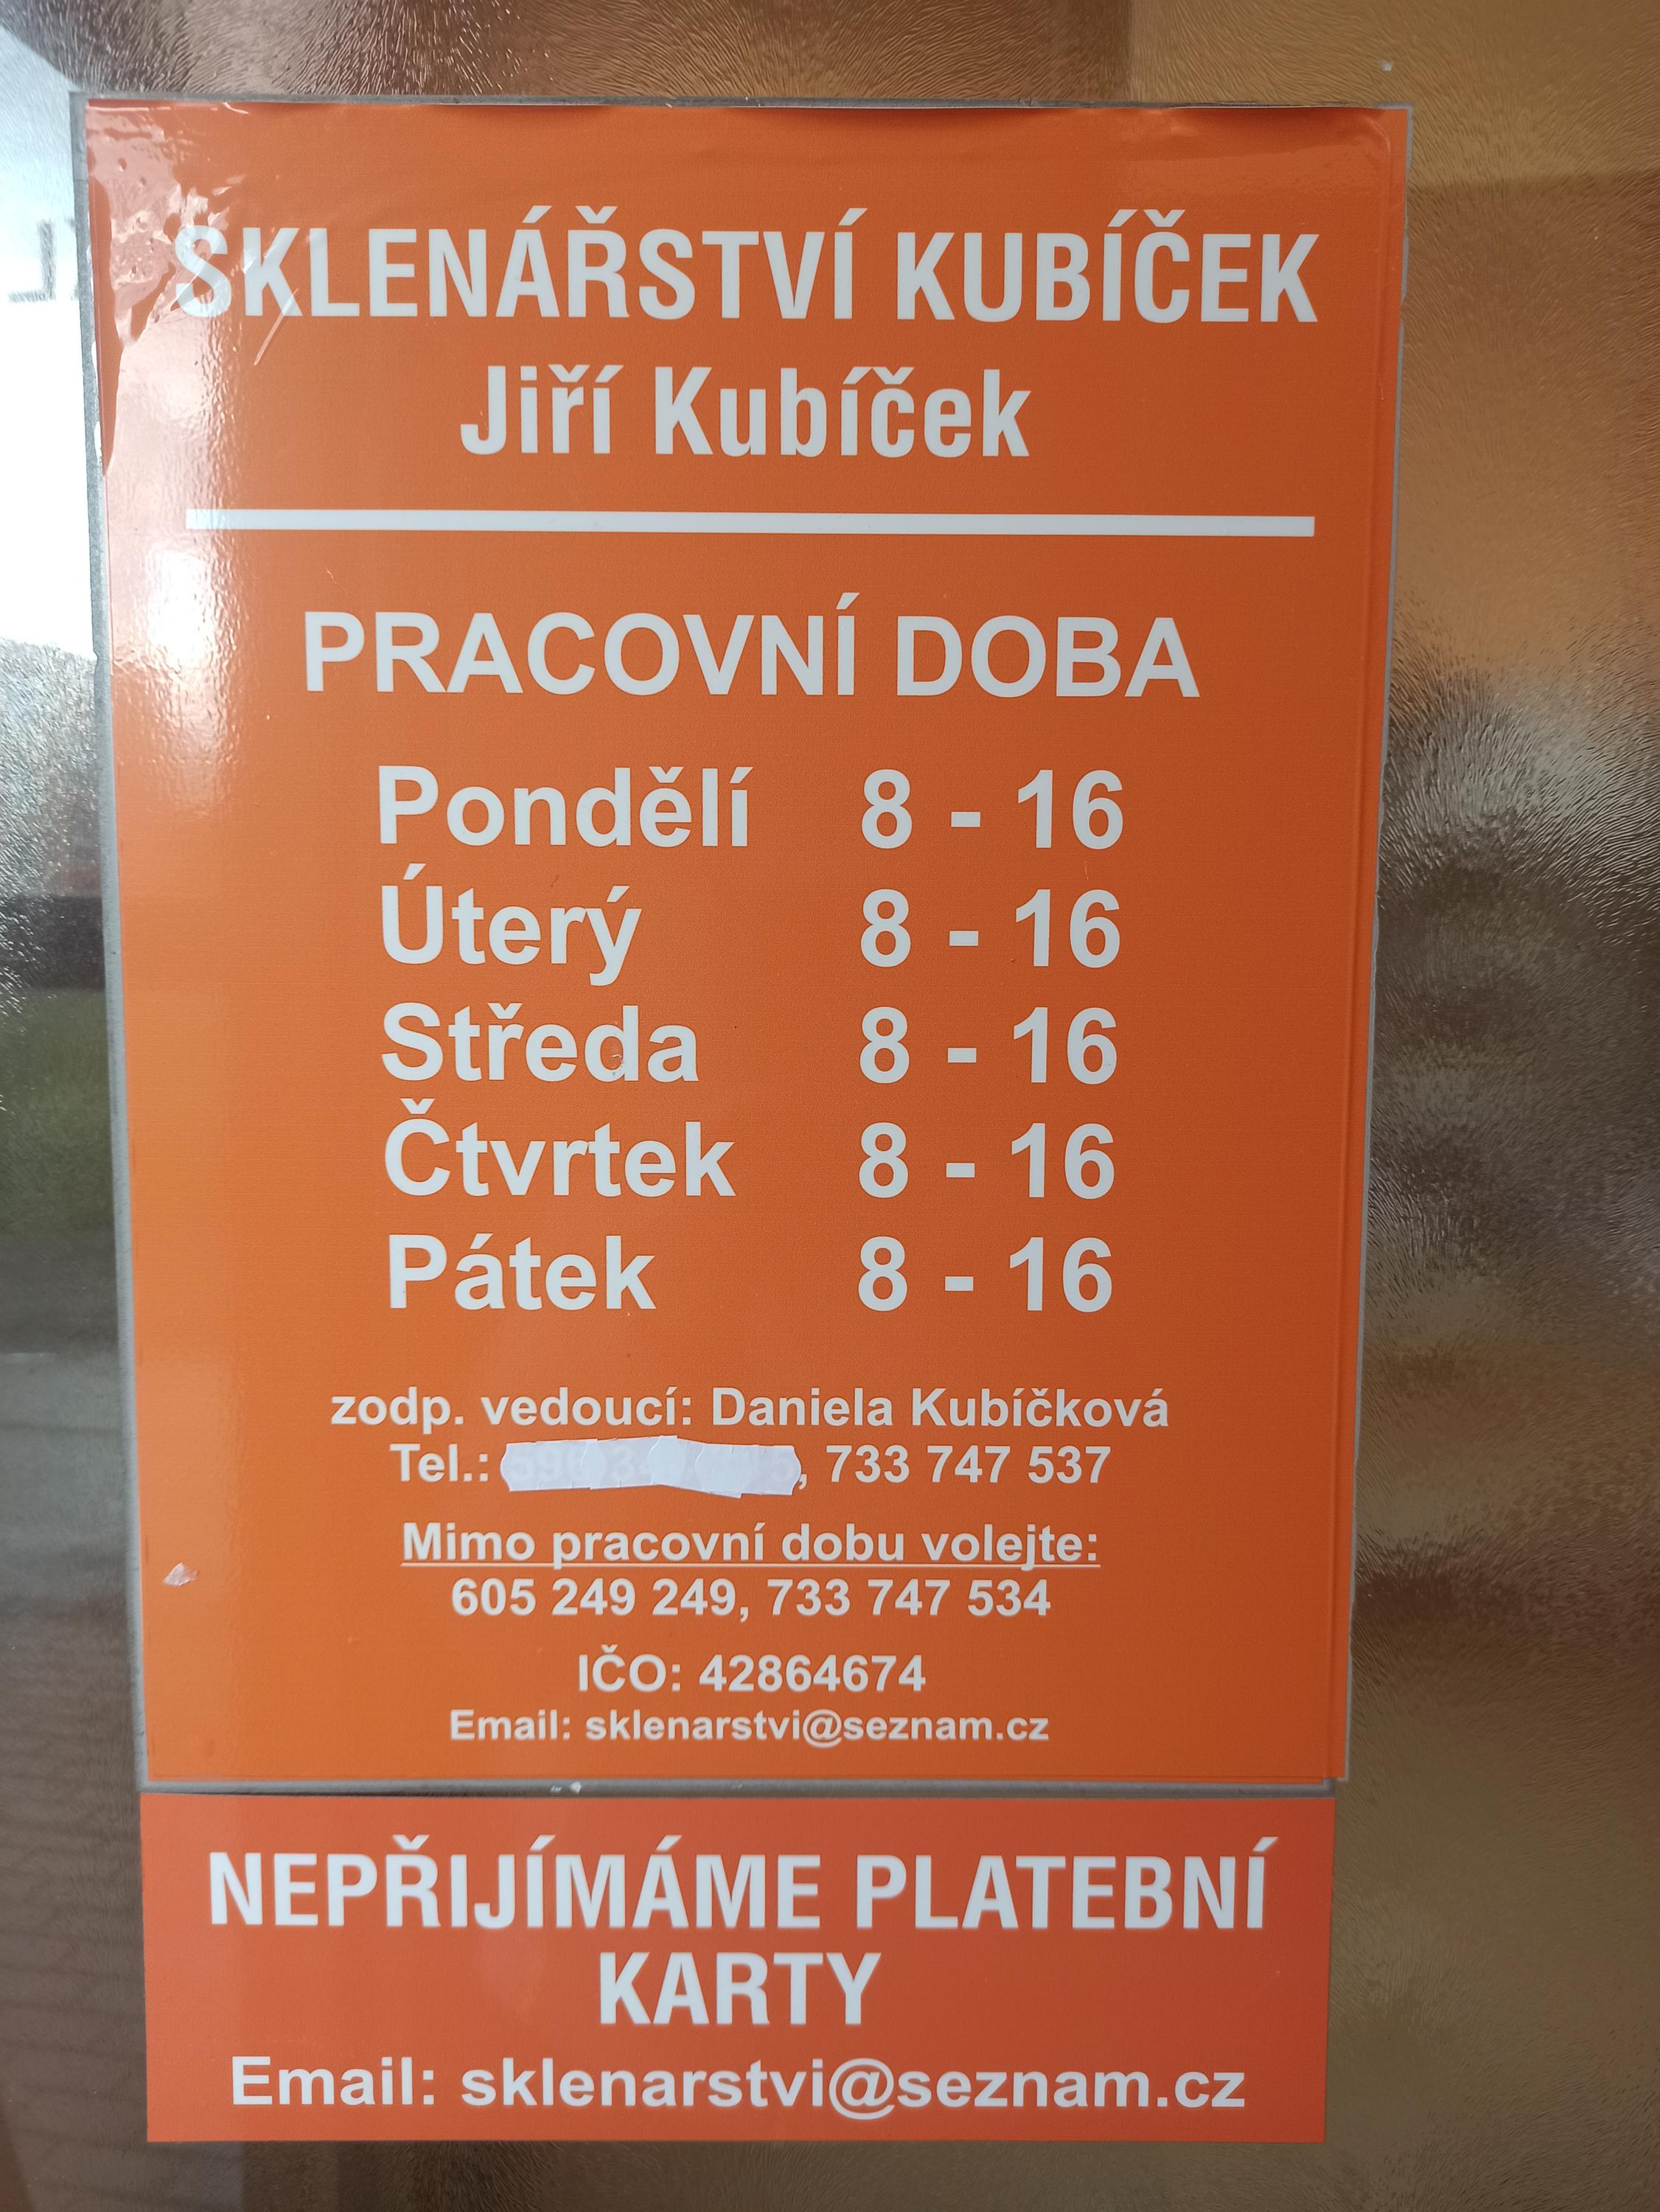 SKLENÁŘSTVÍ KUBÍČEK
Jiří Kubíček
PRACOVNÍ DOBA
Pondělí 8 - 16
Úterý 8 - 16
Středa 8 - 16
Čtvrtek 8 - 16
Pátek 8 - 16
zodp. vedoucí: Daniela Kubíčková
Tel.: , 733 747 537
Mimo pracovní dobu volejte:
605 249 249, 733 747 534
IČO: 42864674
Email: sklenarstvi@seznam.cz
NEPŘIJÍMÁME PLATEBNÍ
KARTY
Email: sklenarstvi@seznam.cz